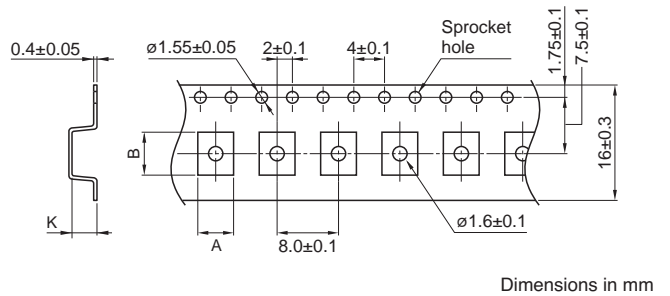 0.4±0.05
ø1.55±0.05
2±0.1
4±0.1
Sprocket
hole
1.75±0.1
7.5±0.1
B
16±0.3
K
A
8.0±0.1
ø1.6±0.1
Dimensions in mm